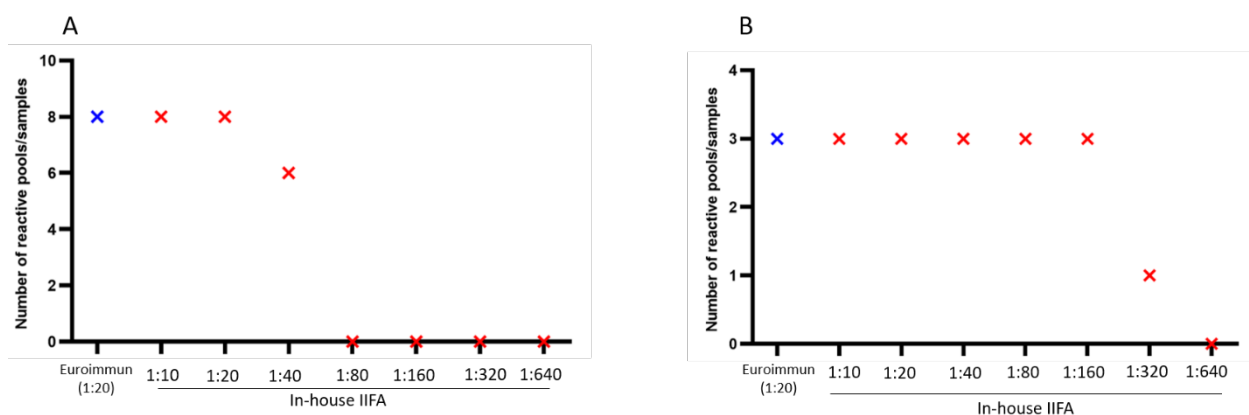 A
Number of reactive pools/samples
10
8
6
4
2
0
Euroimmun
(1:20)
1:10 1:20 1:40 1:80 1:160 1:320 1:640
In-house IIFA
B
Number of reactive pools/samples
4
3
2
1
0
Euroimmun
(1:20)
1:10 1:20 1:40 1:80 1:160 1:320 1:640
In-house IIFA